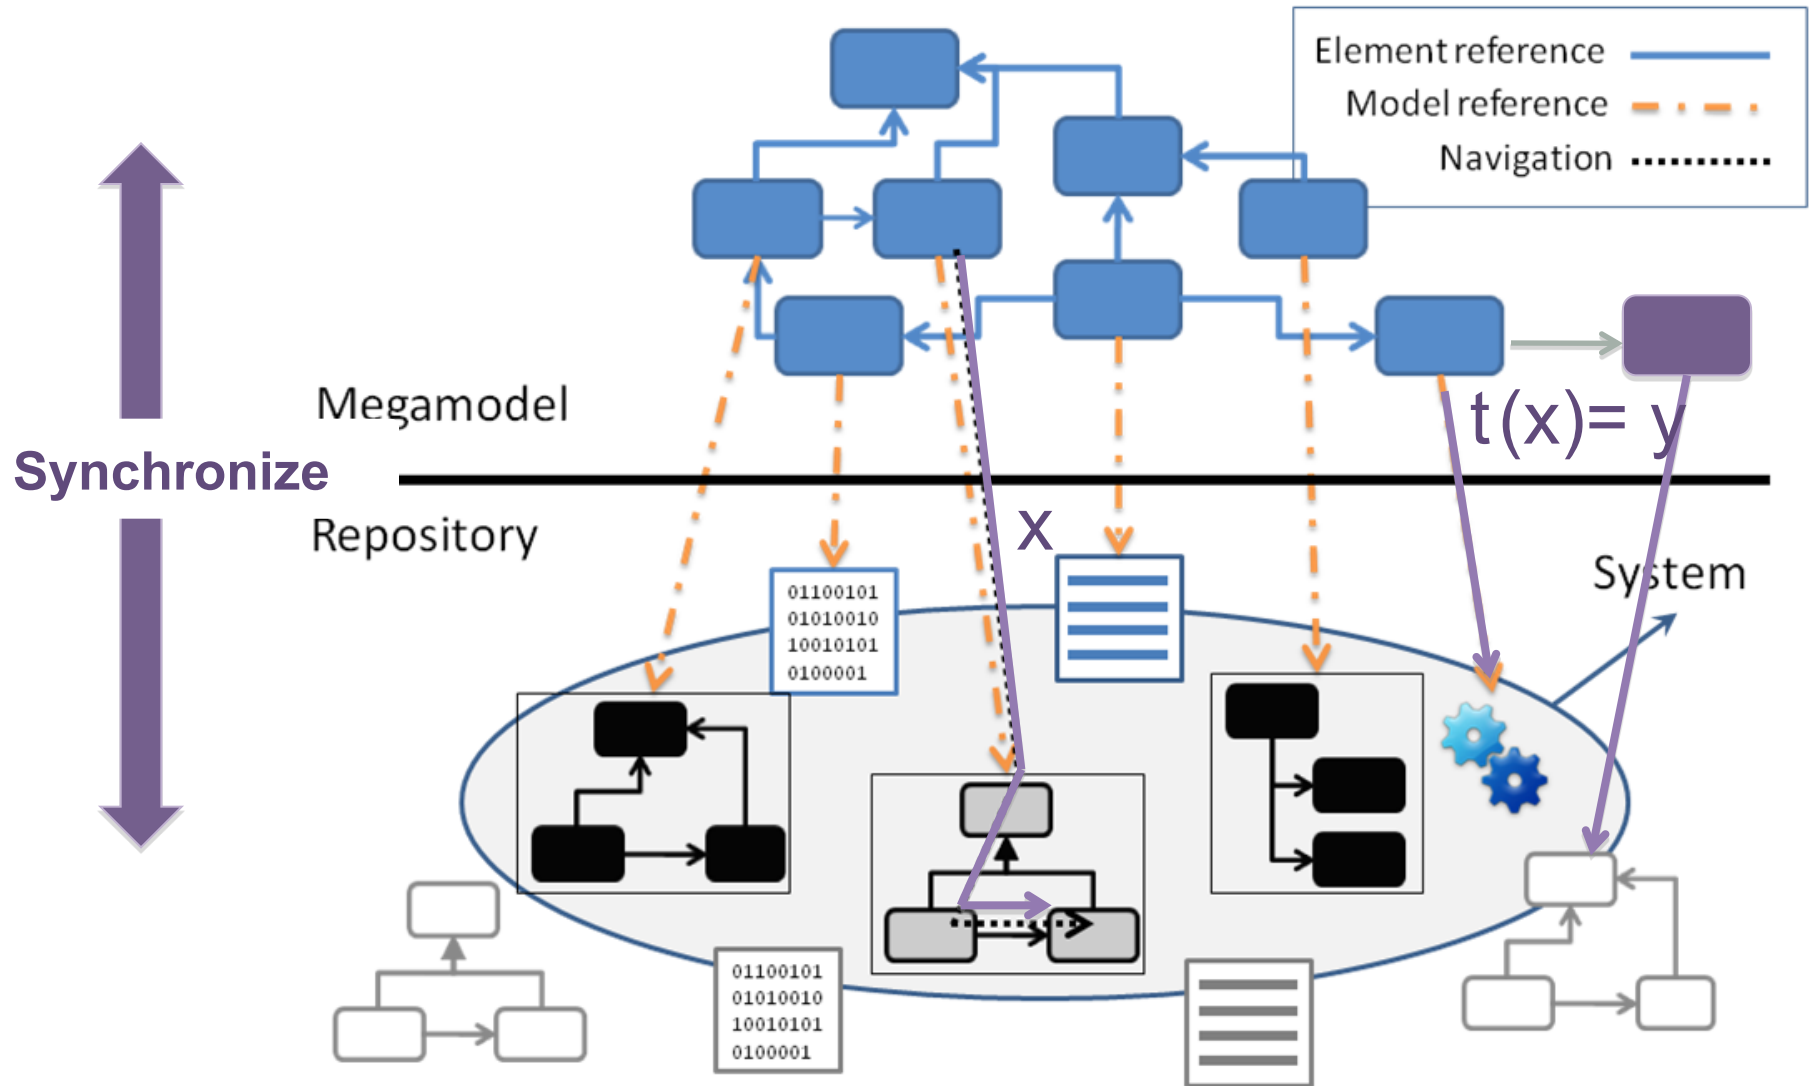 Element reference
Model reference
Navigation
Megamodel
t(x)= y
Synchronize
Repository
x
System
01100101
01010010
10010101
0100001
01100101
01010010
10010101
0100001